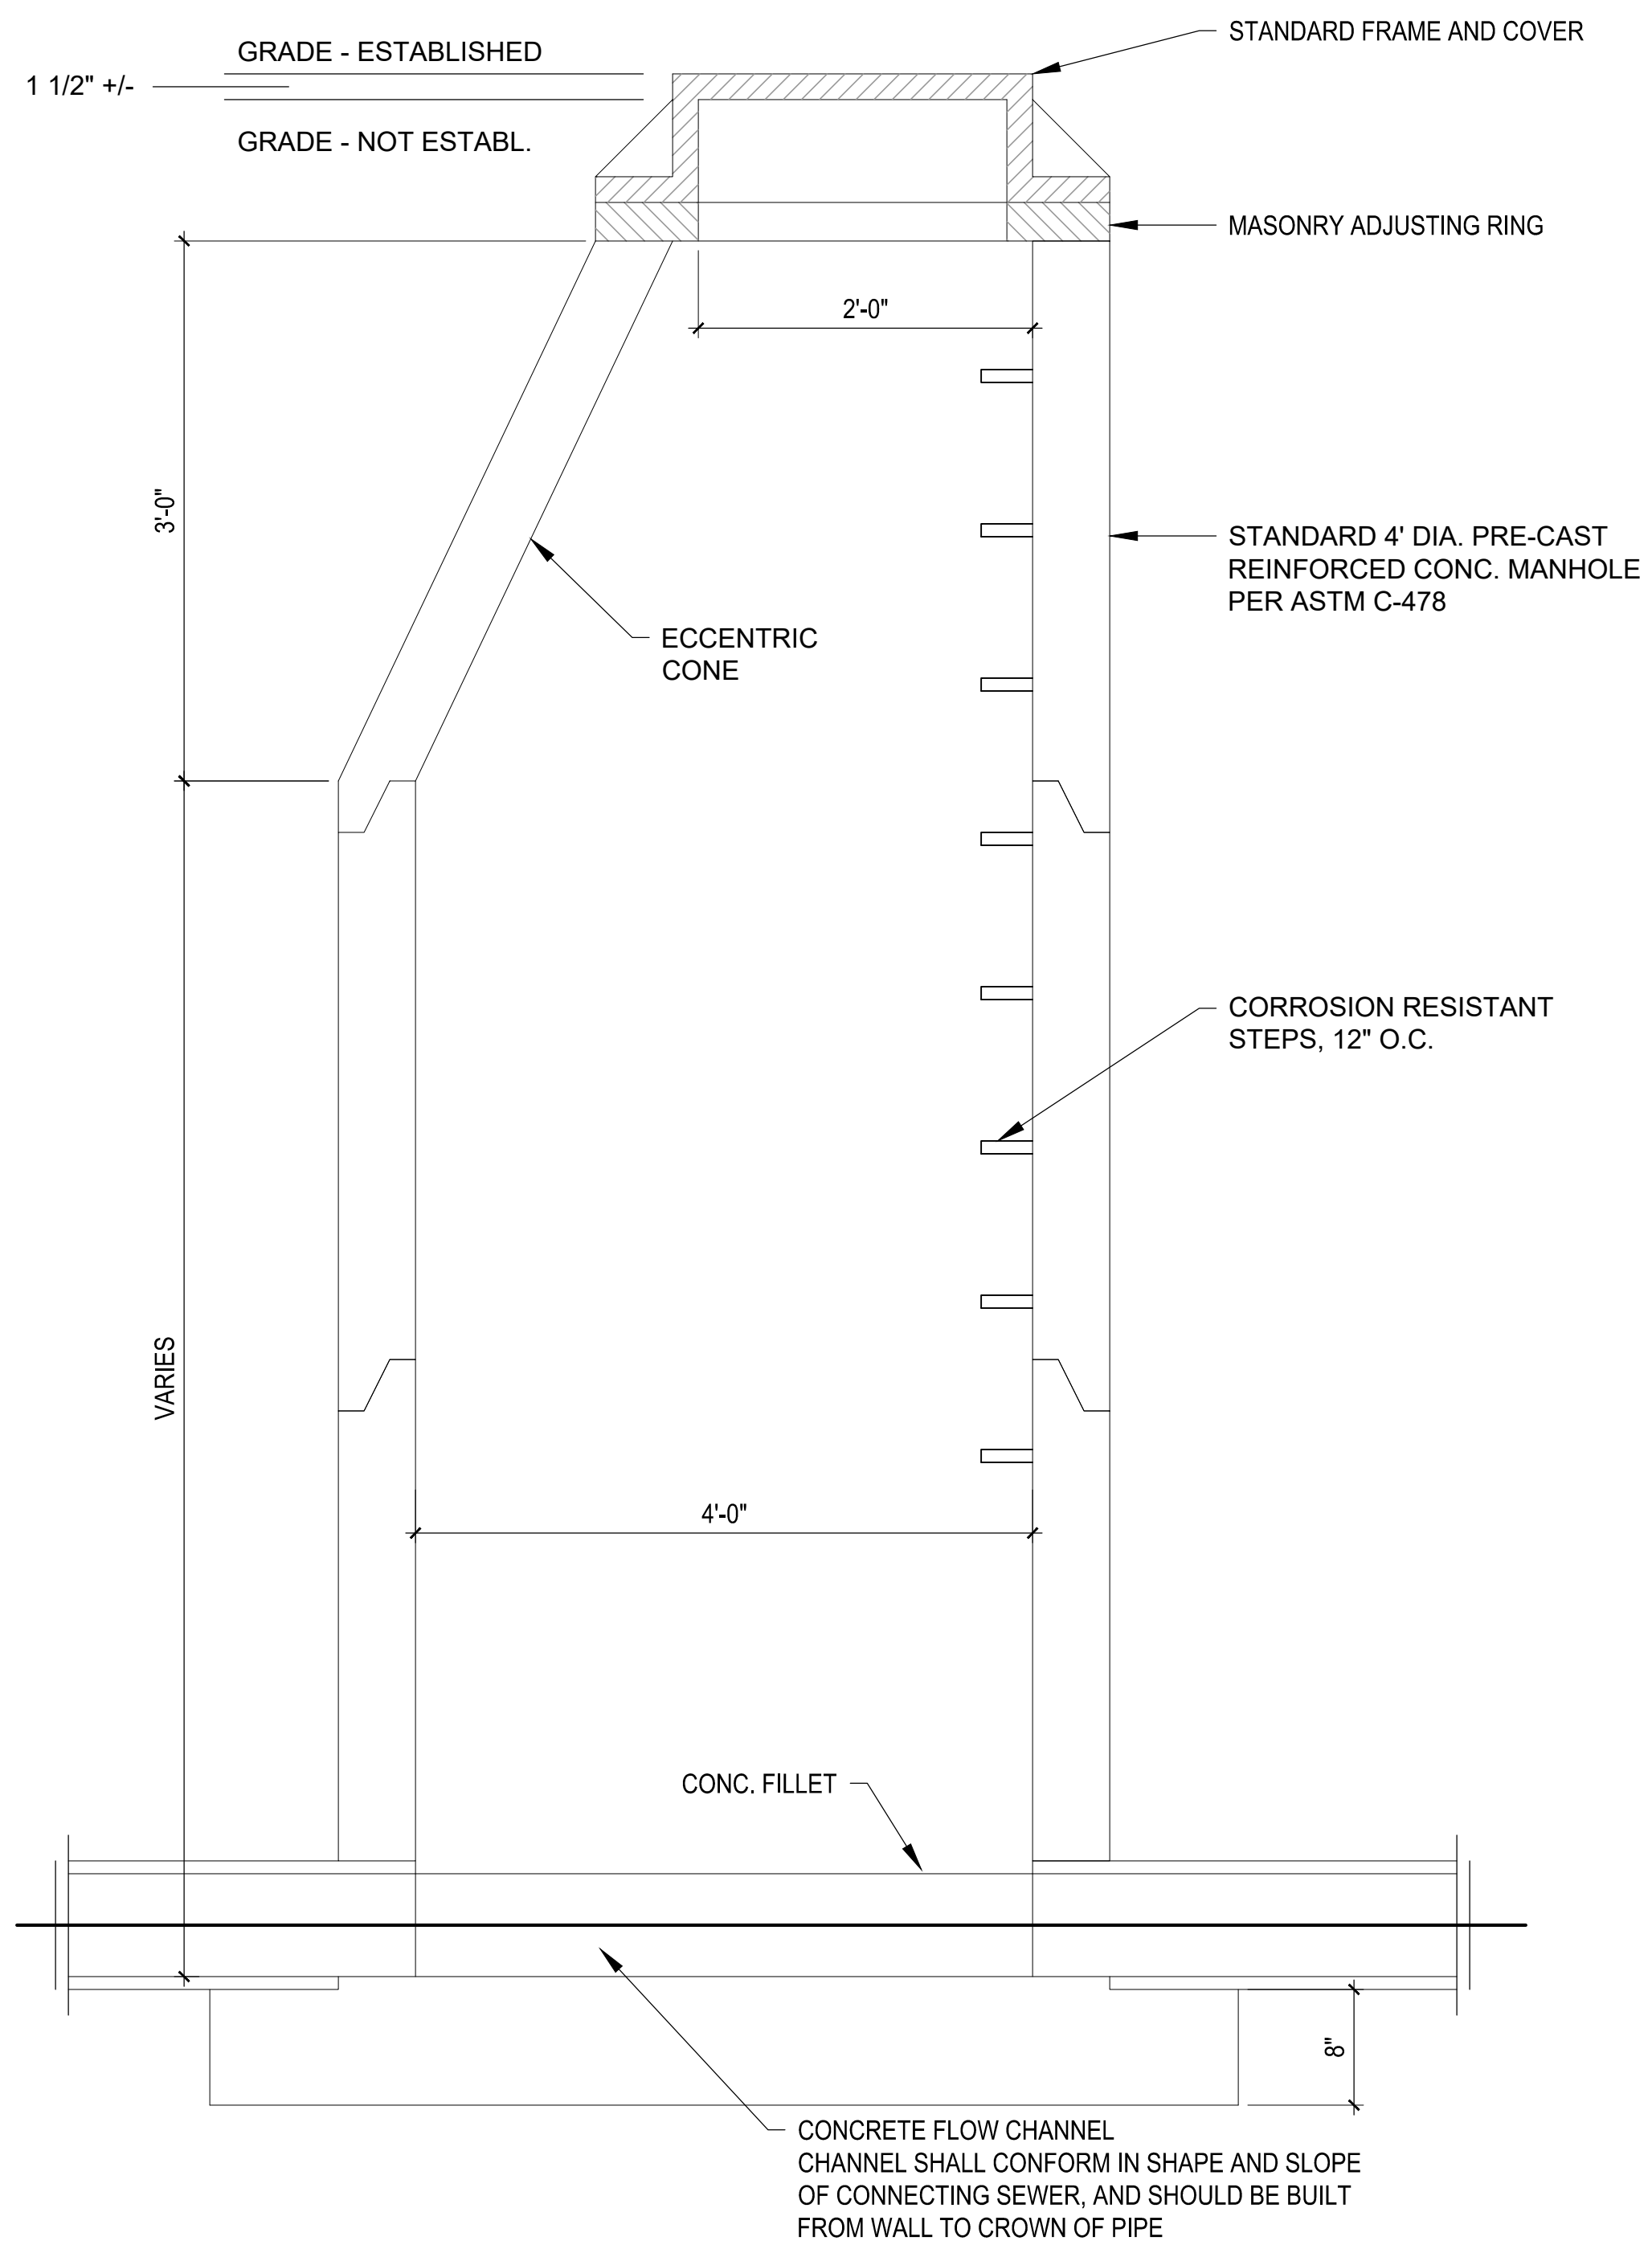 STANDARD FRAME AND COVER
GRADE - ESTABLISHED
1 1/2" +/-
GRADE - NOT ESTABL.
MASONRY ADJUSTING RING
2'-0"
3'-0"
STANDARD 4' DIA. PRE-CAST
REINFORCED CONC. MANHOLE
PER ASTM C-478
ECCENTRIC
CONE
CORROSION RESISTANT
STEPS, 12" O.C.
VARIES
4'-0"
CONC. FILLET
8"
CONCRETE FLOW CHANNEL
CHANNEL SHALL CONFORM IN SHAPE AND SLOPE
OF CONNECTING SEWER, AND SHOULD BE BUILT
FROM WALL TO CROWN OF PIPE